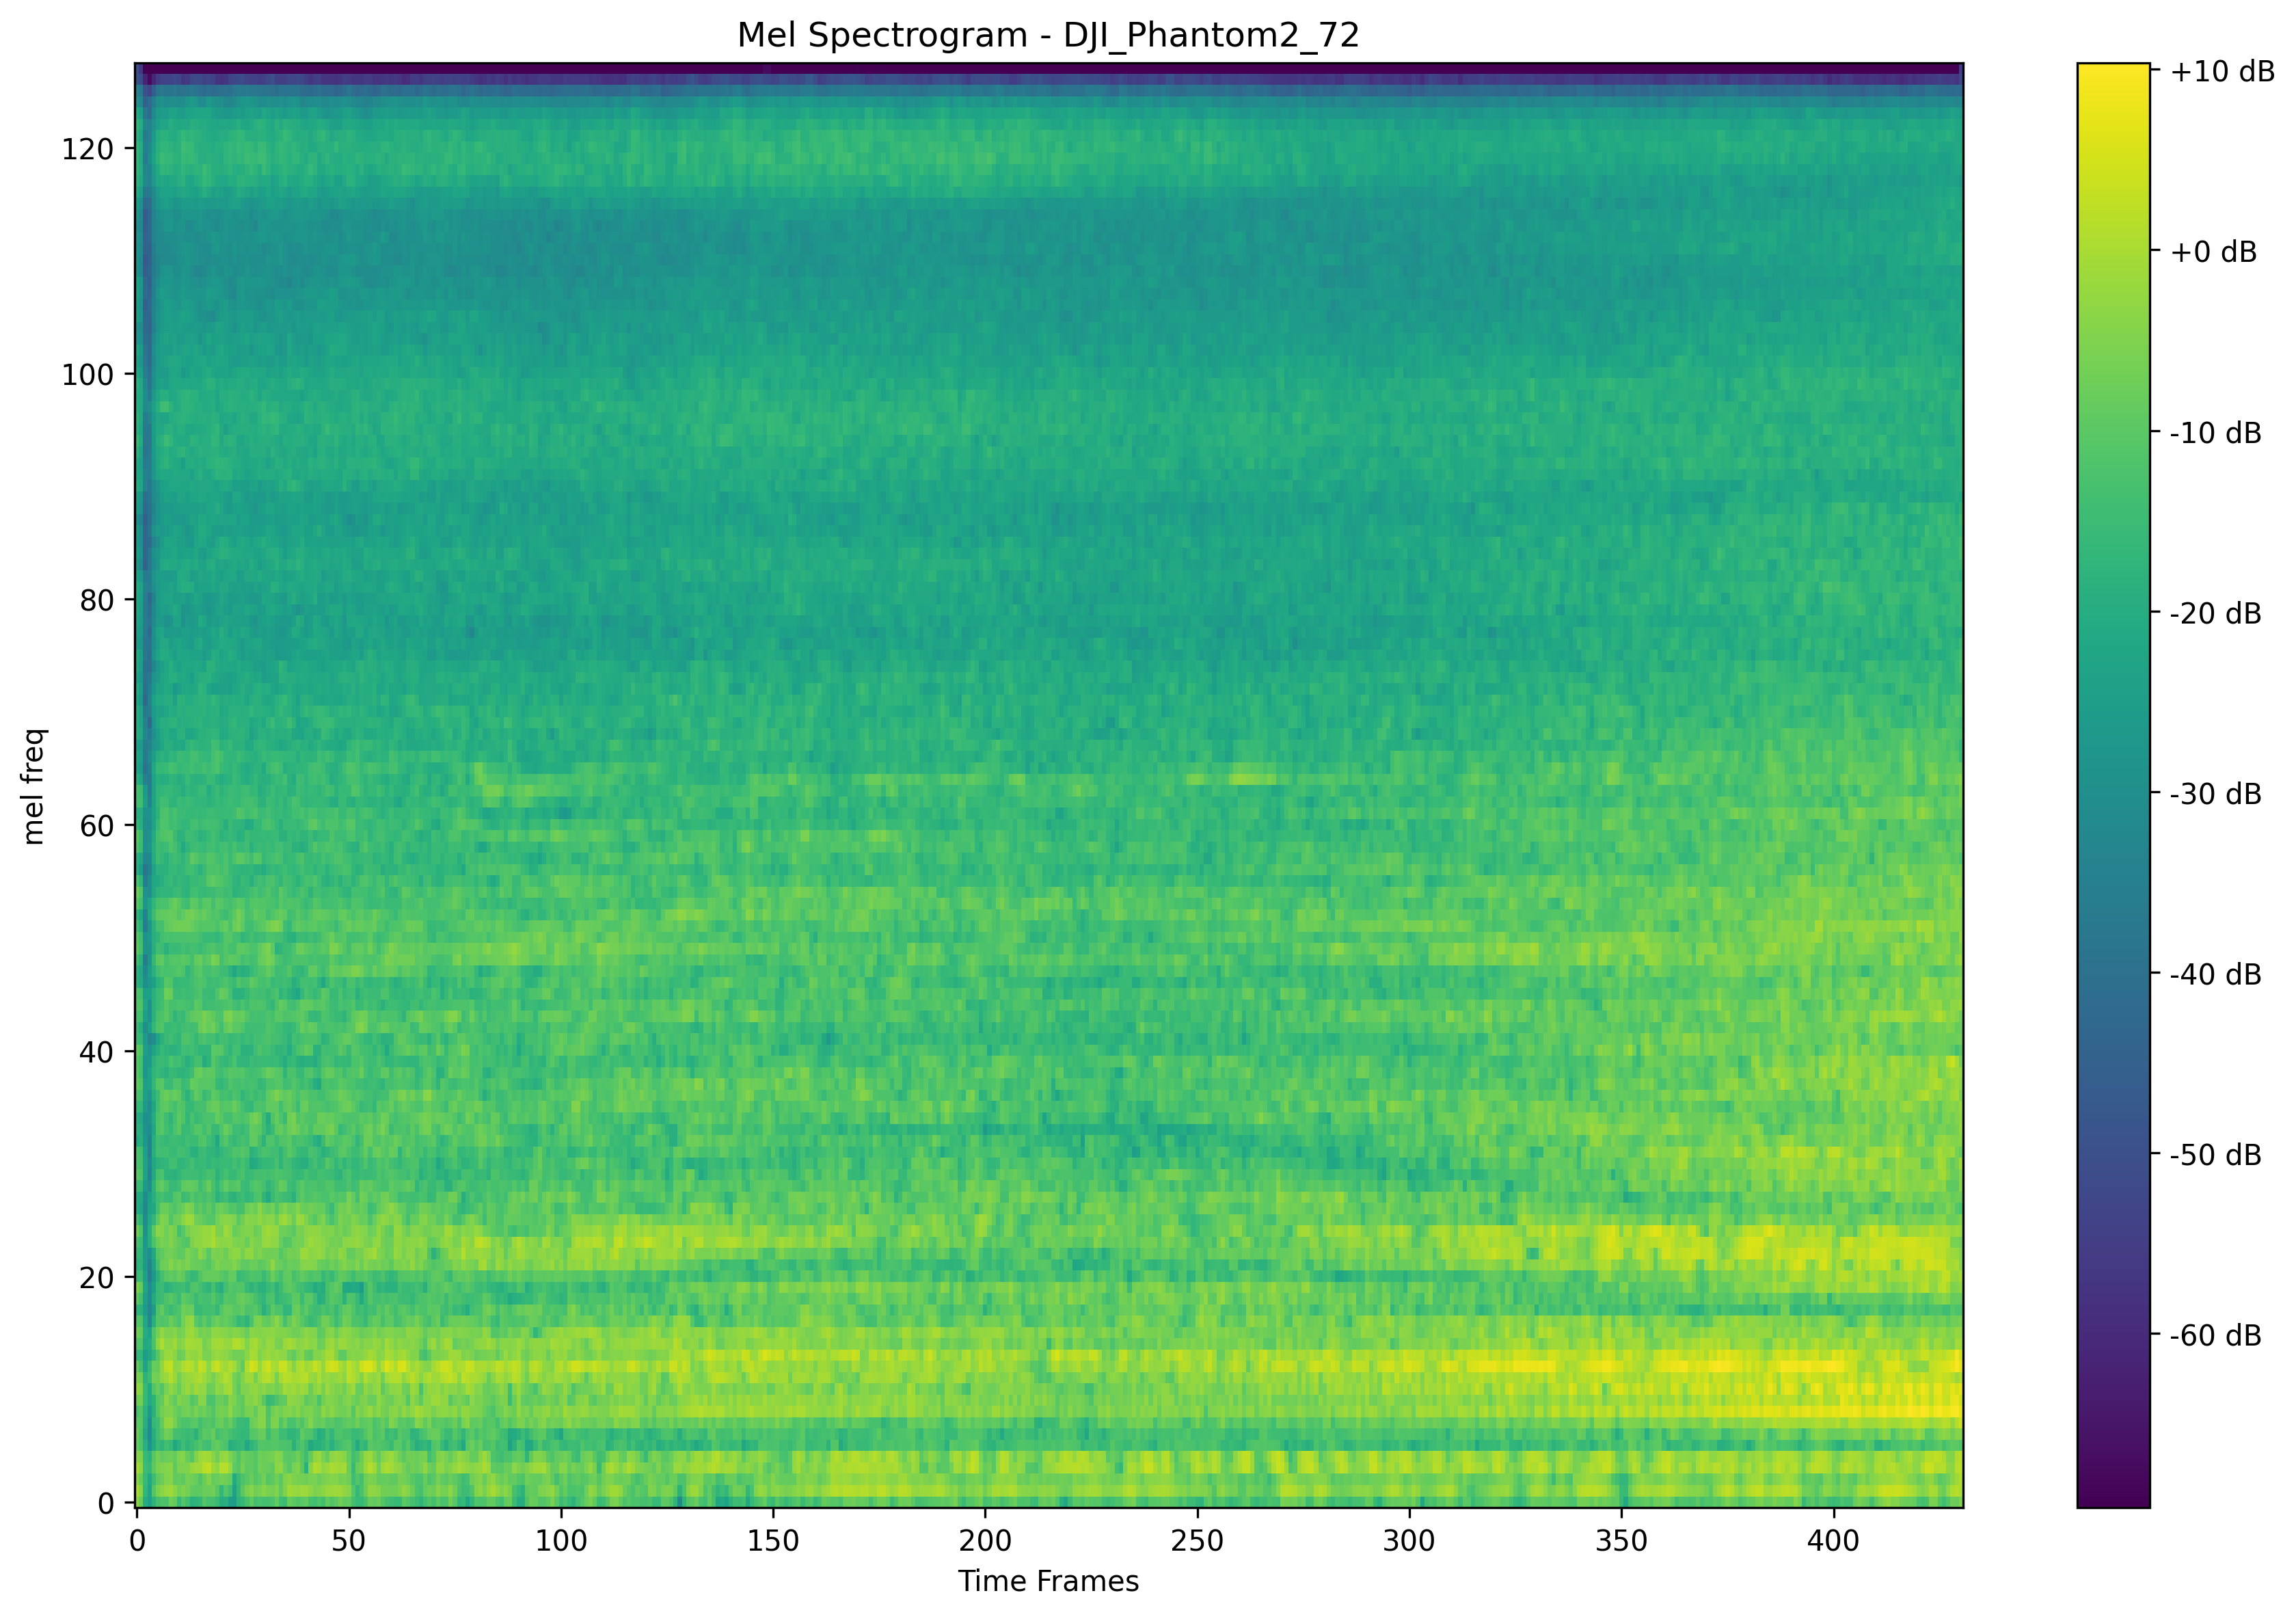 Mel Spectrogram - DJI_Phantom2_72
mel freq
120
100
80
60
40
20
0
0 50 100 150 200 250 300 350 400
Time Frames
+10 dB
+0 dB
-10 dB
-20 dB
-30 dB
-40 dB
-50 dB
-60 dB